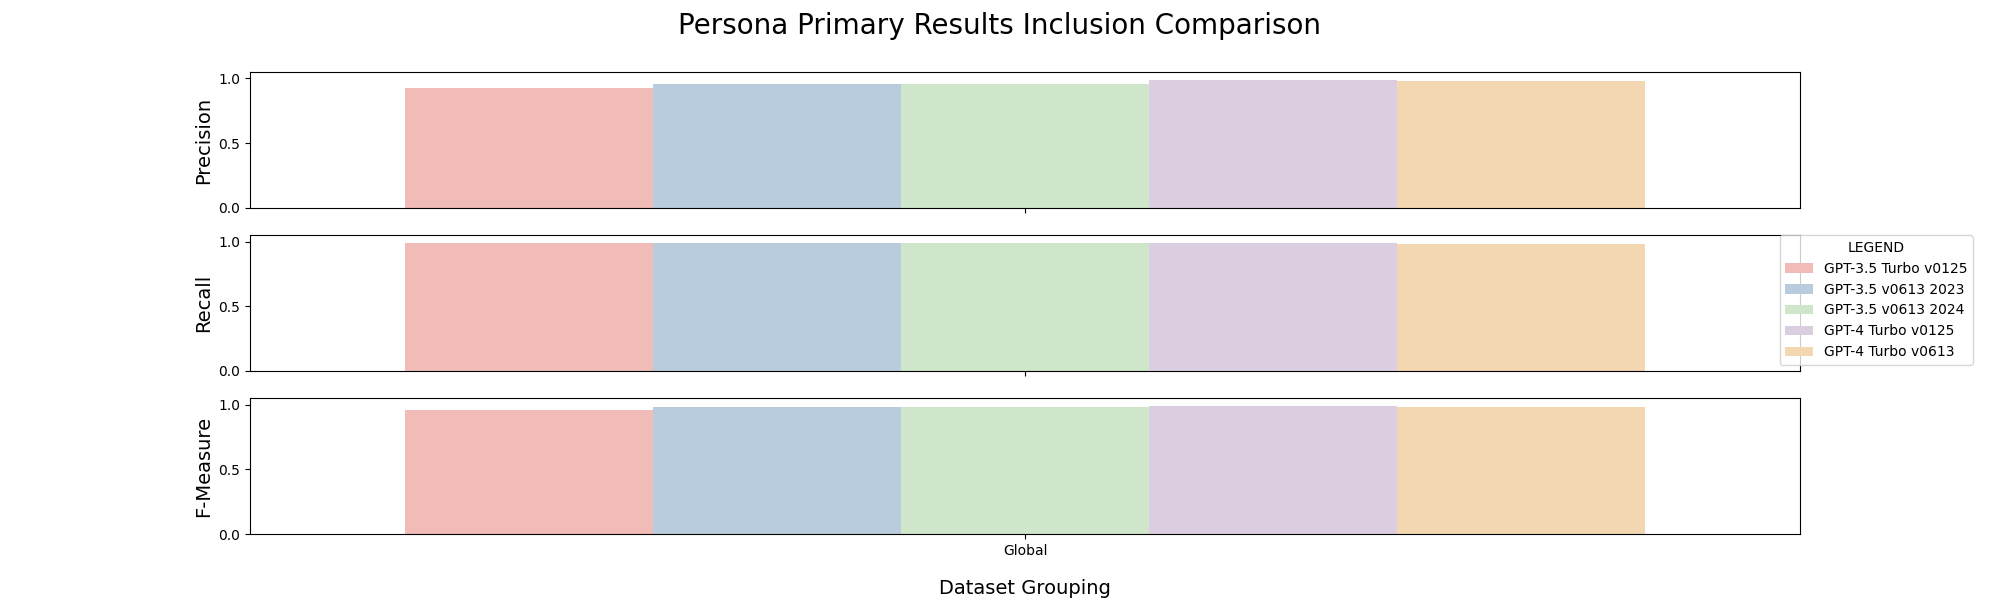 Persona Primary Results Inclusion Comparison
Precision
1.0
0.5
0.0
Recall
1.0
0.5
0.0
LEGEND
GPT-3.5 Turbo v0125
GPT-3.5 v0613 2023
GPT-3.5 v0613 2024
GPT-4 Turbo v0125
GPT-4 Turbo v0613
F-Measure
1.0
0.5
0.0
Global
Dataset Grouping